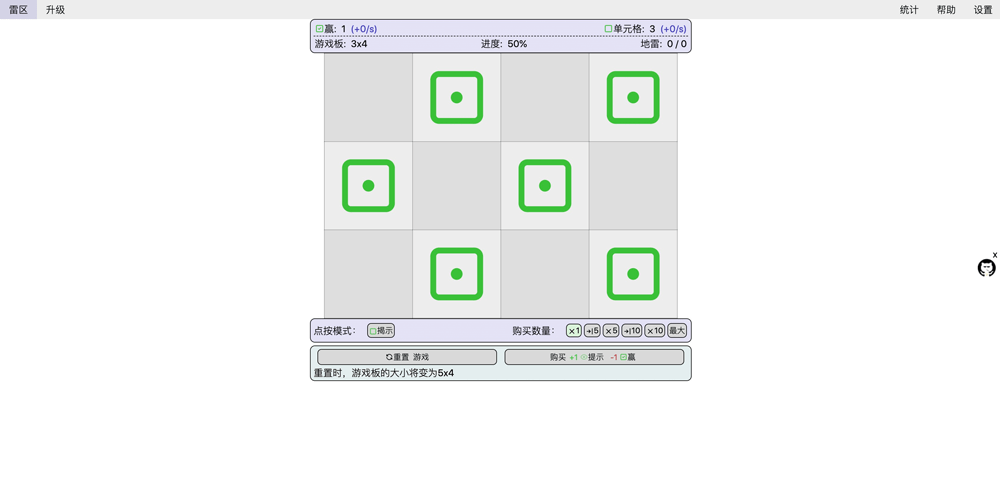 雷区 升级 统计 帮助 设置
赢: 1 (+0/s) 单元格: 3 (+0/s)
游戏板: 3x4 进度: 50% 地雷: 0 / 0
x
点按模式: 揭示 购买数量: ×1 →|5 ×5 →|10 ×10 最大
重置 游戏 购买 +1 提示 -1 赢
重置时，游戏板的大小将变为5x4